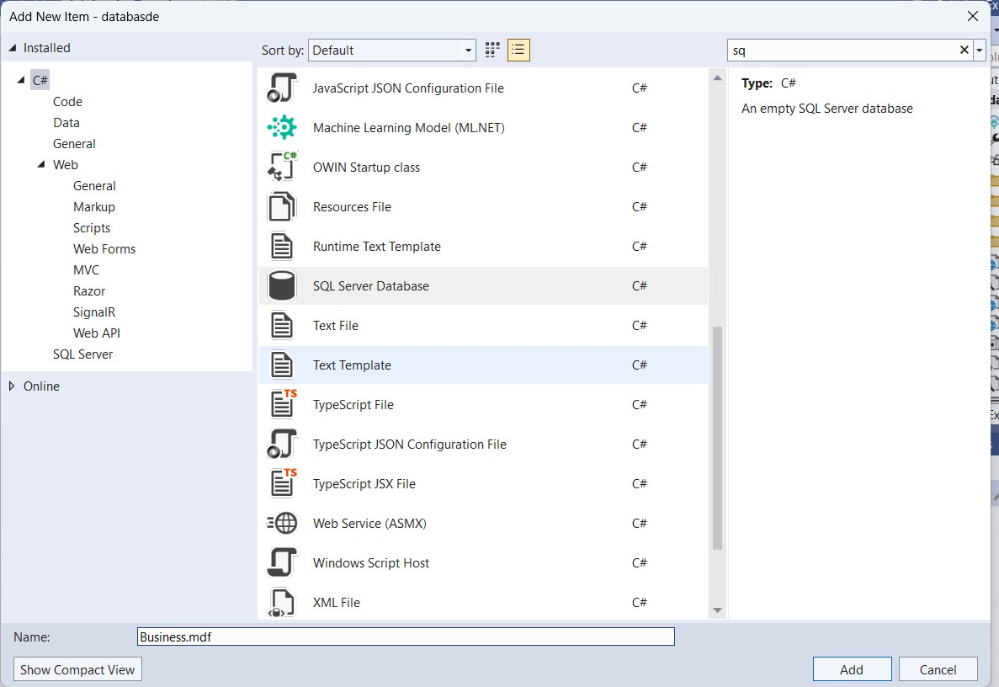 Add New Item - databasde
Installed
Sort by: Default
sq
C#
Code
Data
General
Web
General
Markup
Scripts
Web Forms
MVC
Razor
SignalR
Web API
SQL Server
Online
JavaScript JSON Configuration File C#
Machine Learning Model (ML.NET) C#
C#
OWIN Startup class C#
Resources File C#
Runtime Text Template C#
SQL Server Database C#
Text File C#
Text Template C#
TS
TypeScript File C#
TypeScript JSON Configuration File C#
TS
TypeScript JSX File C#
Web Service (ASMX) C#
Windows Script Host C#
XML File C#
Type: C#
An empty SQL Server database
Name: Business.mdf
Show Compact View
Add
Cancel